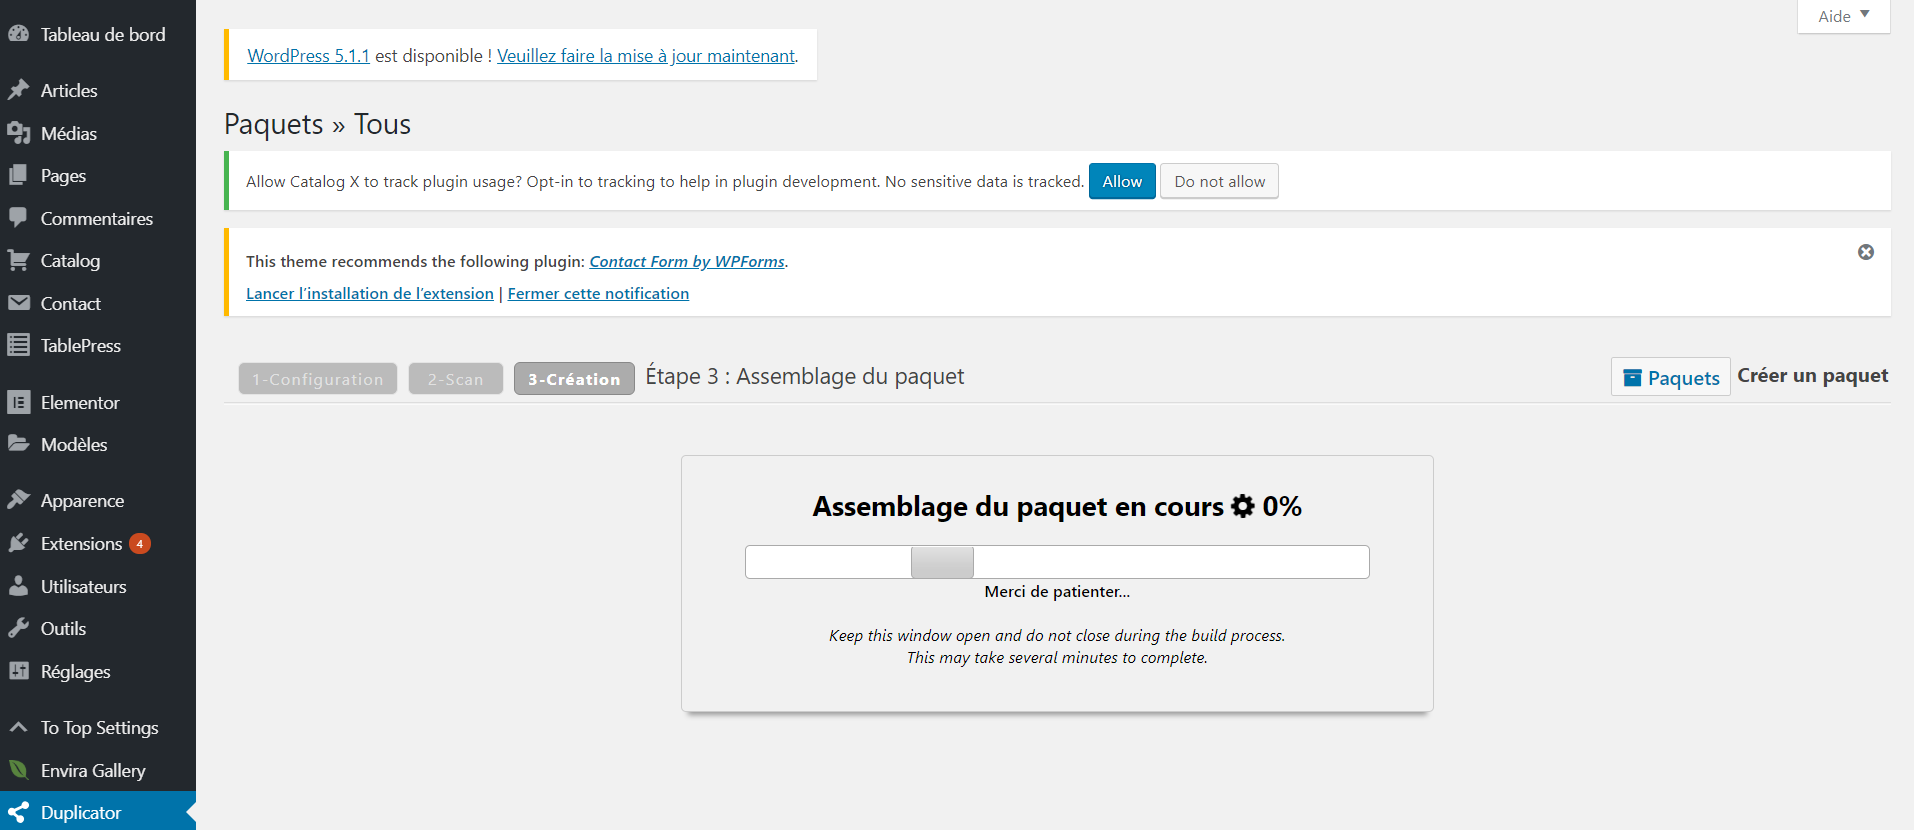 Tableau de bord
Articles
Médias
Pages
Commentaires
Catalog
Contact
TablePress
Elementor
Modèles
Apparence
Extensions 4
Utilisateurs
Outils
Réglages
To Top Settings
Envira Gallery
Duplicator
Aide
WordPress 5.1.1 est disponible ! Veuillez faire la mise à jour maintenant.
Paquets » Tous
Allow Catalog X to track plugin usage? Opt-in to tracking to help in plugin development. No sensitive data is tracked. Allow Do not allow
This theme recommends the following plugin: Contact Form by WPForms.
Lancer l’installation de l’extension | Fermer cette notification
1-Configuration 2-Scan 3-Création Étape 3 : Assemblage du paquet Paquets Créer un paquet
Assemblage du paquet en cours 0%
Merci de patienter...
Keep this window open and do not close during the build process.
This may take several minutes to complete.